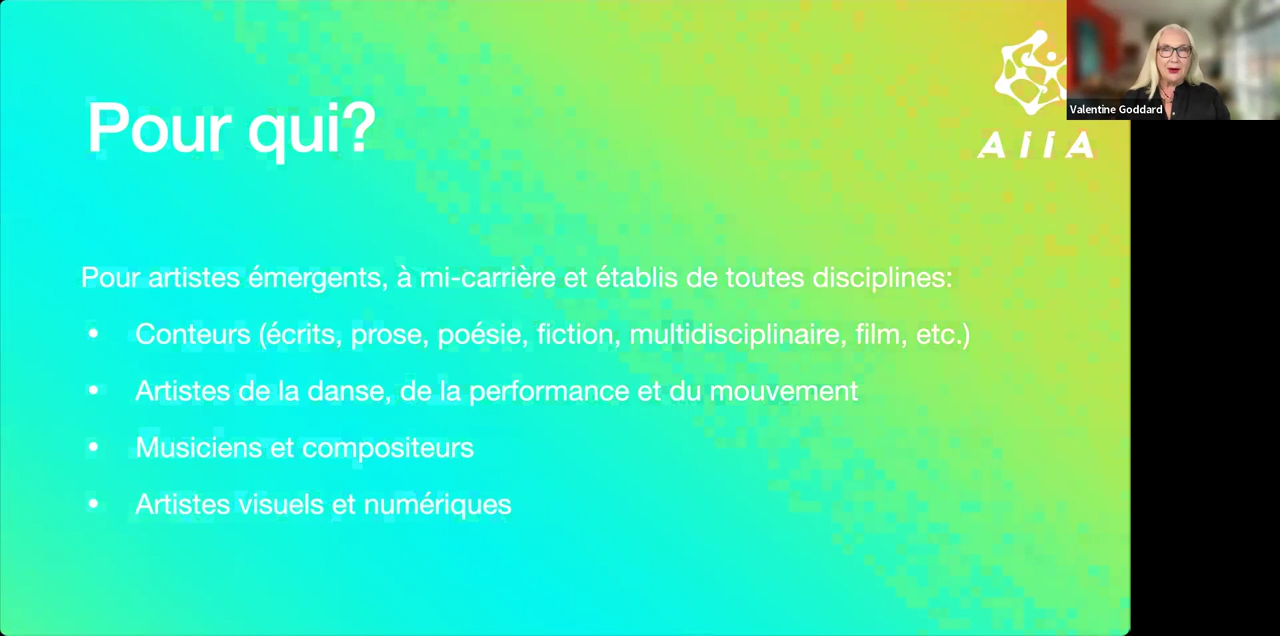 Pour qui?
AiiA
Valentine Goddard
Pour artistes émergents, à mi-carrière et établis de toutes disciplines:
• Conteurs (écrits, prose, poésie, fiction, multidisciplinaire, film, etc.)
• Artistes de la danse, de la performance et du mouvement
• Musiciens et compositeurs
• Artistes visuels et numériques